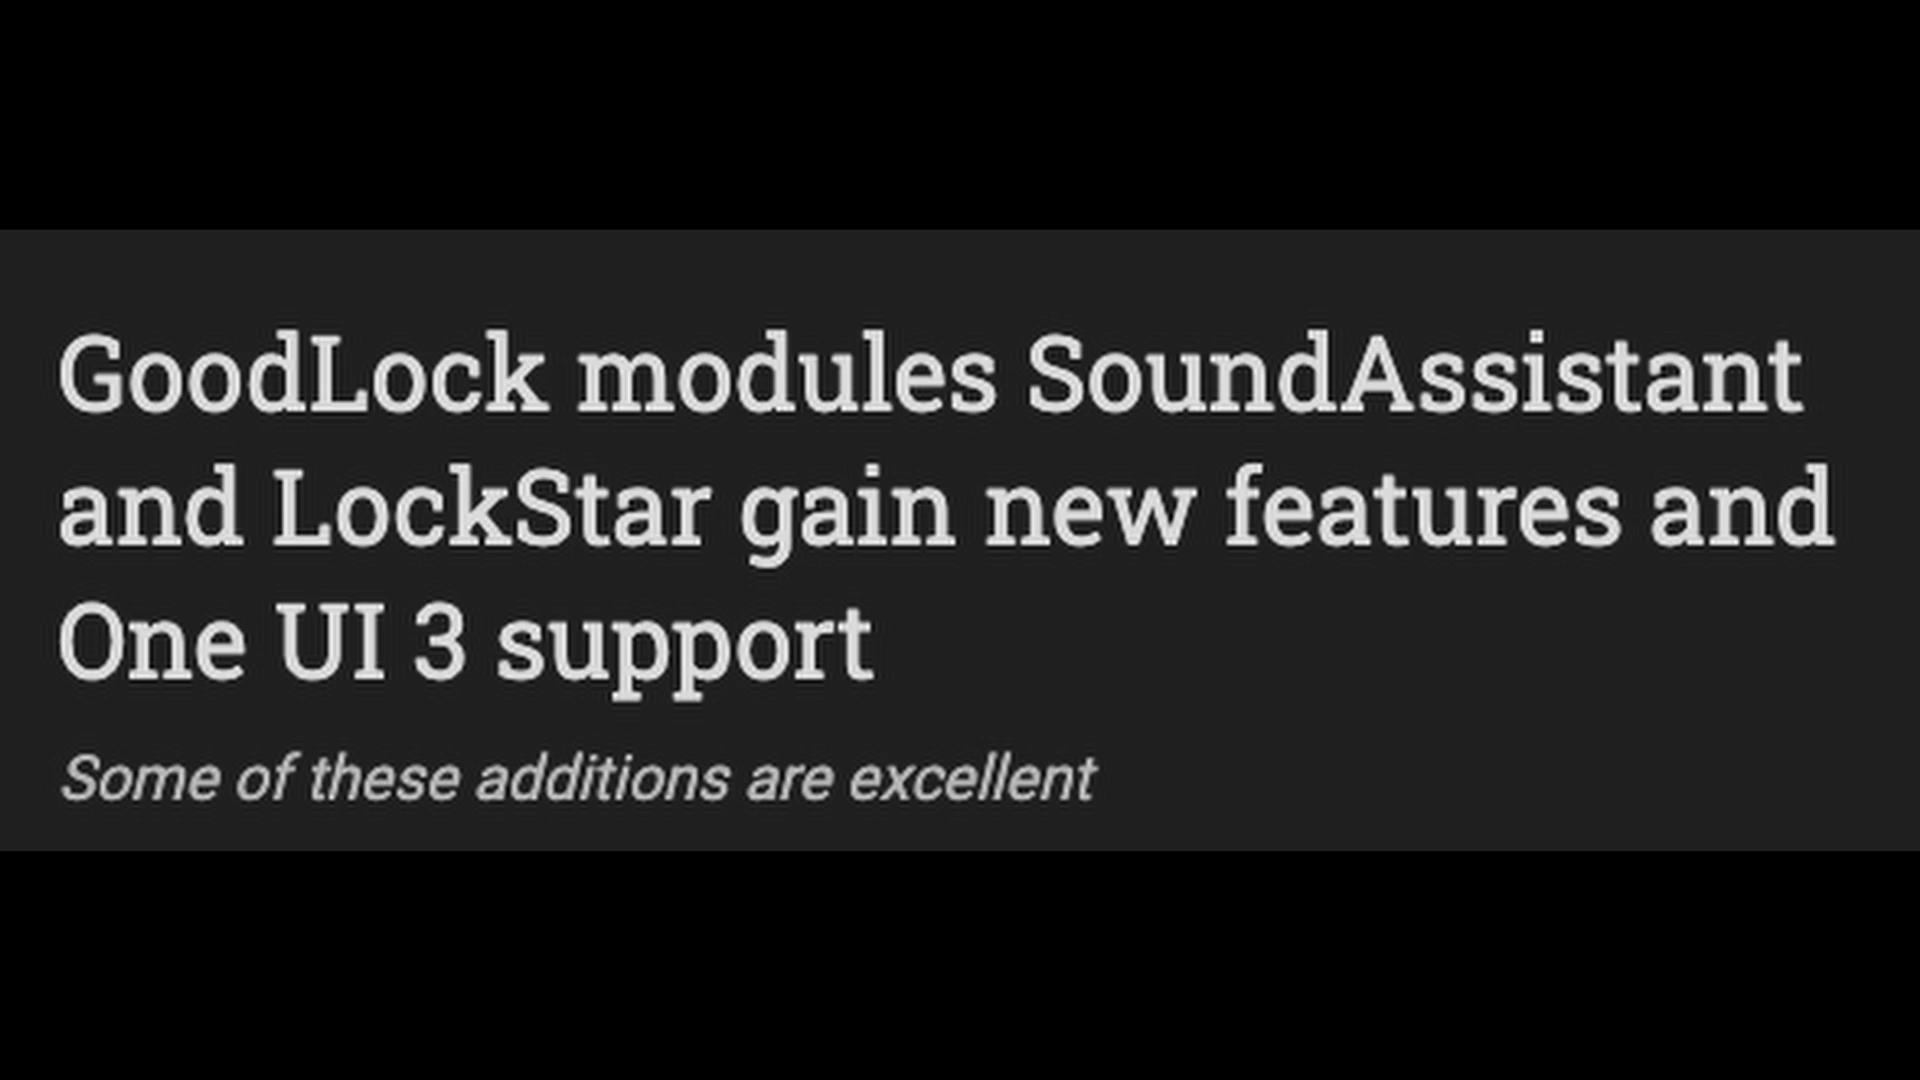 GoodLock modules SoundAssistant
and LockStar gain new features and
One UI 3 support
Some of these additions are excellent